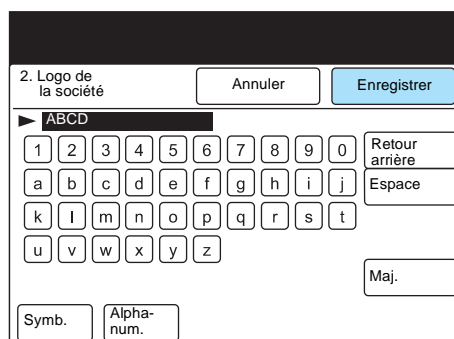 2. Logo de
la société
Annuler
Enregistrer
ABCD
1 2 3 4 5 6 7 8 9 0
Retour
arrière
a b c d e f g h i j
Espace
k l m n o p q r s t
u v w x y z
Maj.
Symb.
Alpha-
num.